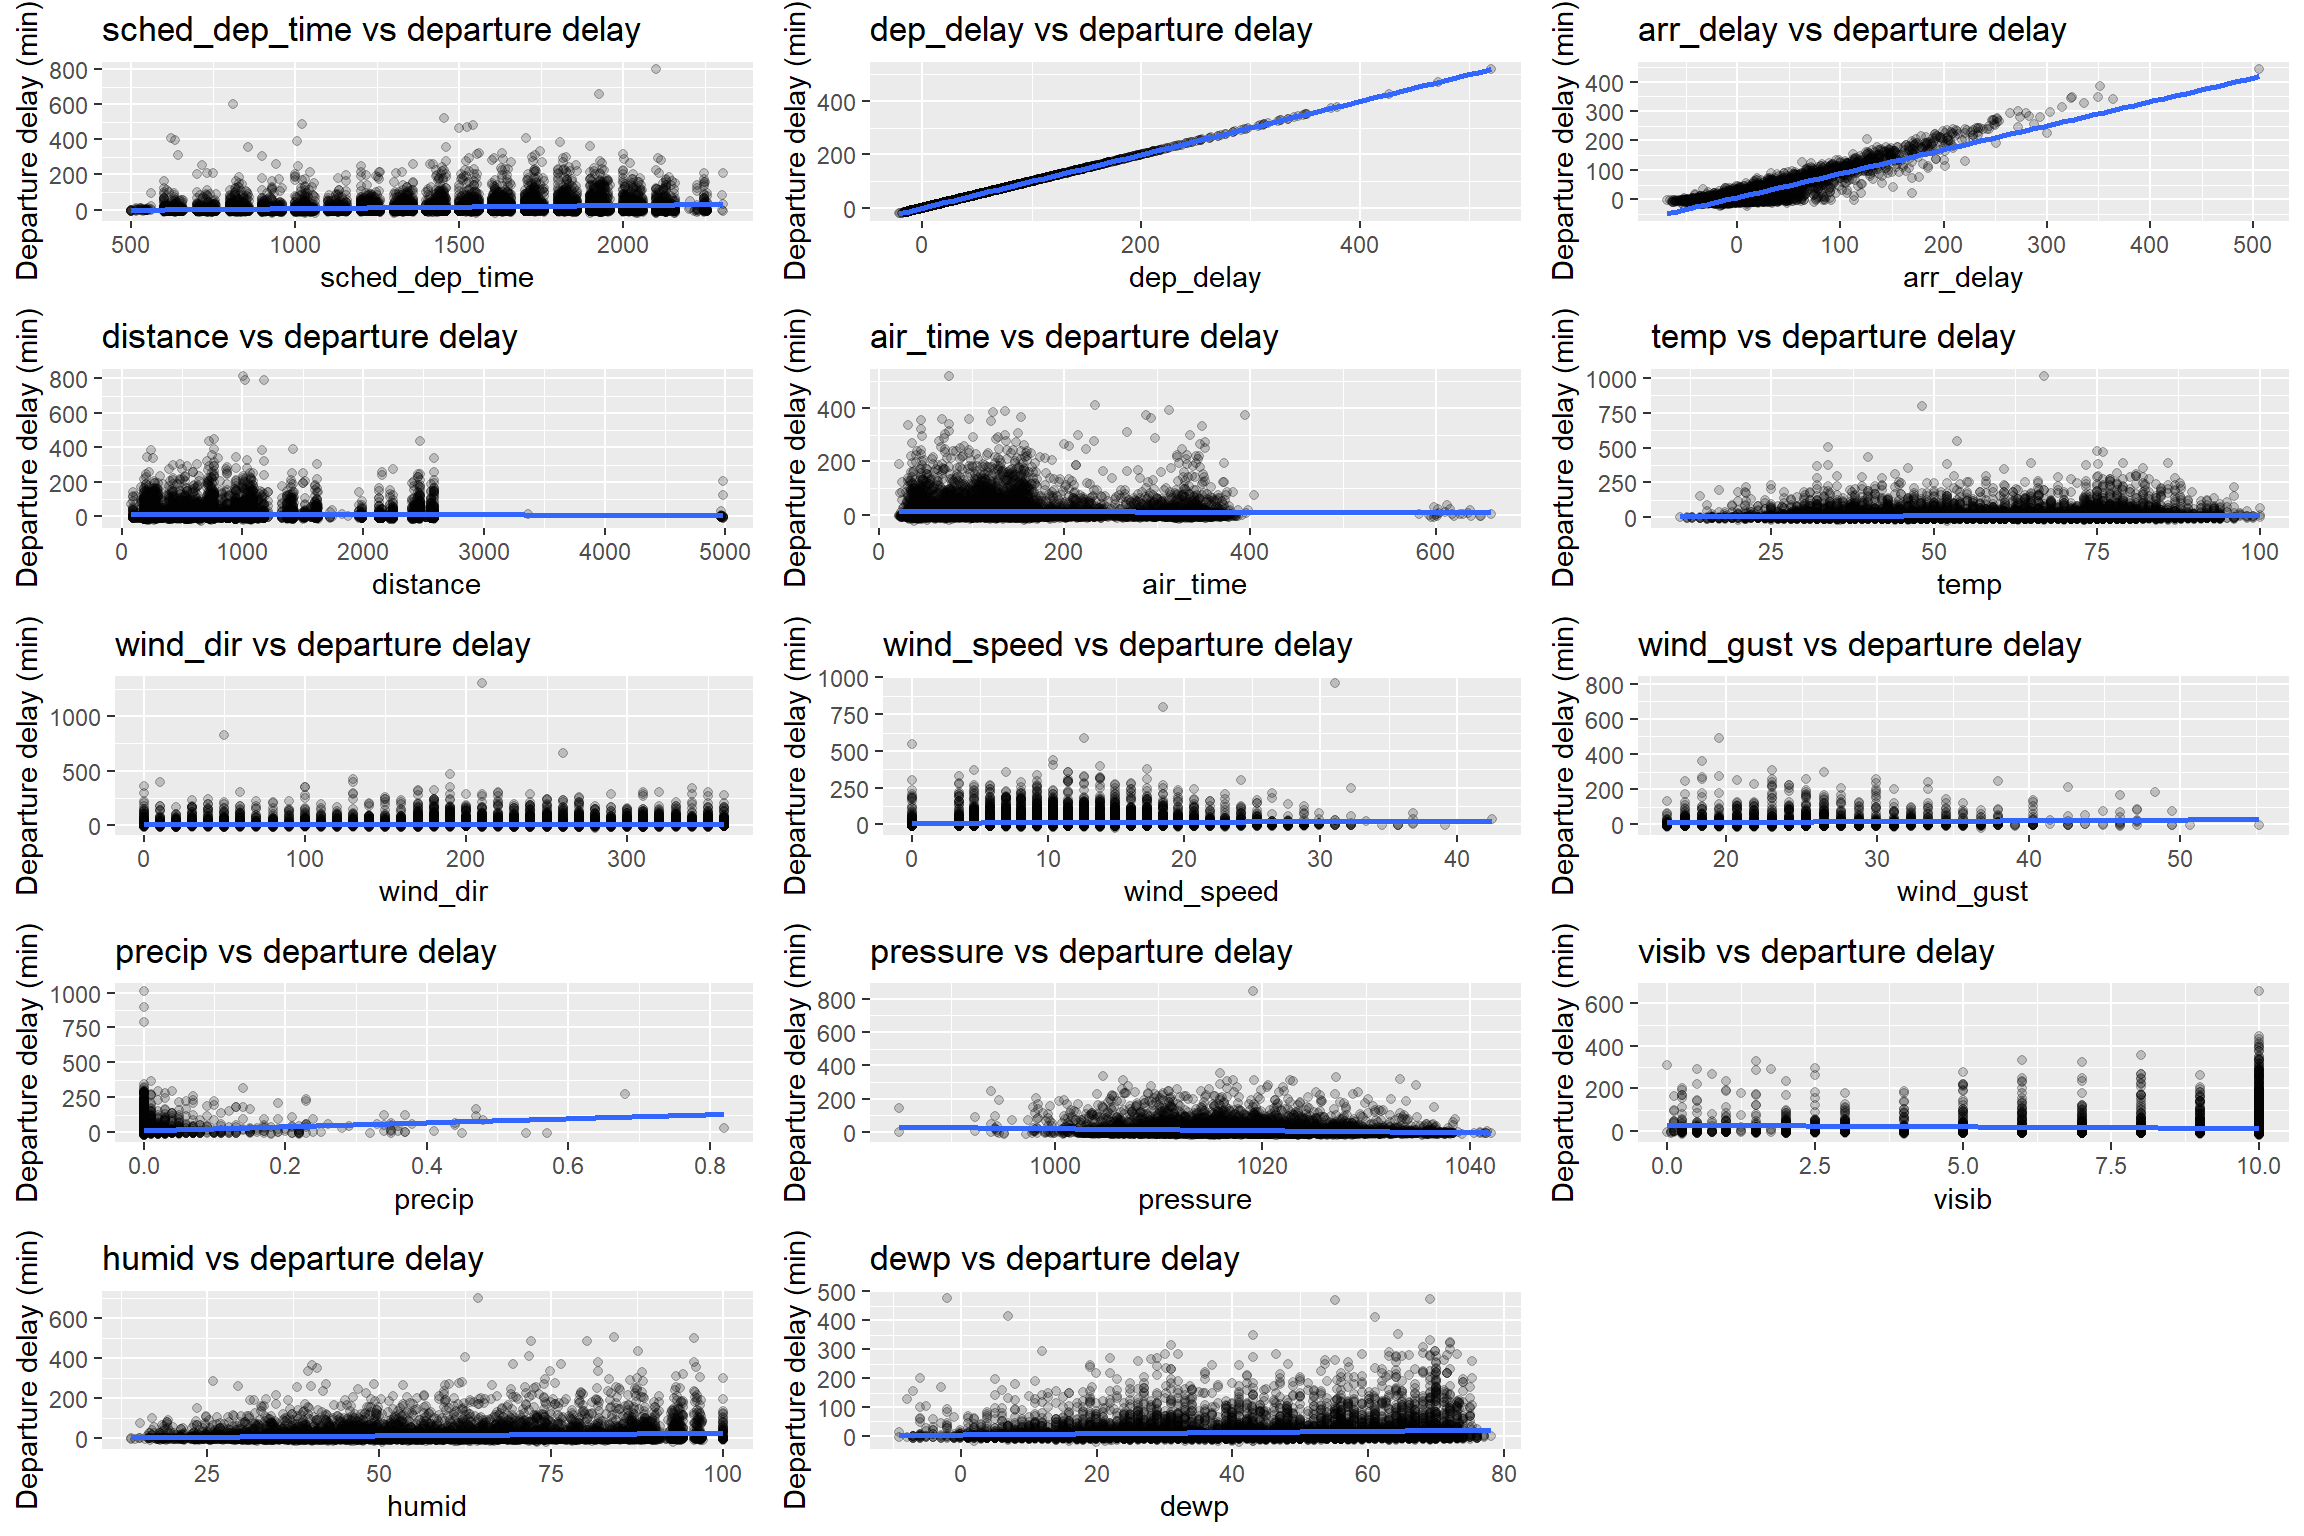 sched_dep_time vs departure delay
Departure delay (min)
800
600
400
200
0
500 1000 1500 2000
sched_dep_time
dep_delay vs departure delay
Departure delay (min)
400
200
0
0 200 400
dep_delay
arr_delay vs departure delay
Departure delay (min)
400
300
200
100
0
0 100 200 300 400 500
arr_delay
distance vs departure delay
Departure delay (min)
800
600
400
200
0
0 1000 2000 3000 4000 5000
distance
air_time vs departure delay
Departure delay (min)
400
200
0
0 200 400 600
air_time
temp vs departure delay
Departure delay (min)
1000
750
500
250
0
25 50 75 100
temp
wind_dir vs departure delay
Departure delay (min)
1000
500
0
0 100 200 300
wind_dir
wind_speed vs departure delay
Departure delay (min)
1000
750
500
250
0
0 10 20 30 40
wind_speed
wind_gust vs departure delay
Departure delay (min)
800
600
400
200
0
20 30 40 50
wind_gust
precip vs departure delay
Departure delay (min)
1000
750
500
250
0
0.0 0.2 0.4 0.6 0.8
precip
pressure vs departure delay
Departure delay (min)
800
600
400
200
0
1000 1020 1040
pressure
visib vs departure delay
Departure delay (min)
600
400
200
0
0.0 2.5 5.0 7.5 10.0
visib
humid vs departure delay
Departure delay (min)
600
400
200
0
25 50 75 100
humid
dewp vs departure delay
Departure delay (min)
500
400
300
200
100
0
0 20 40 60 80
dewp